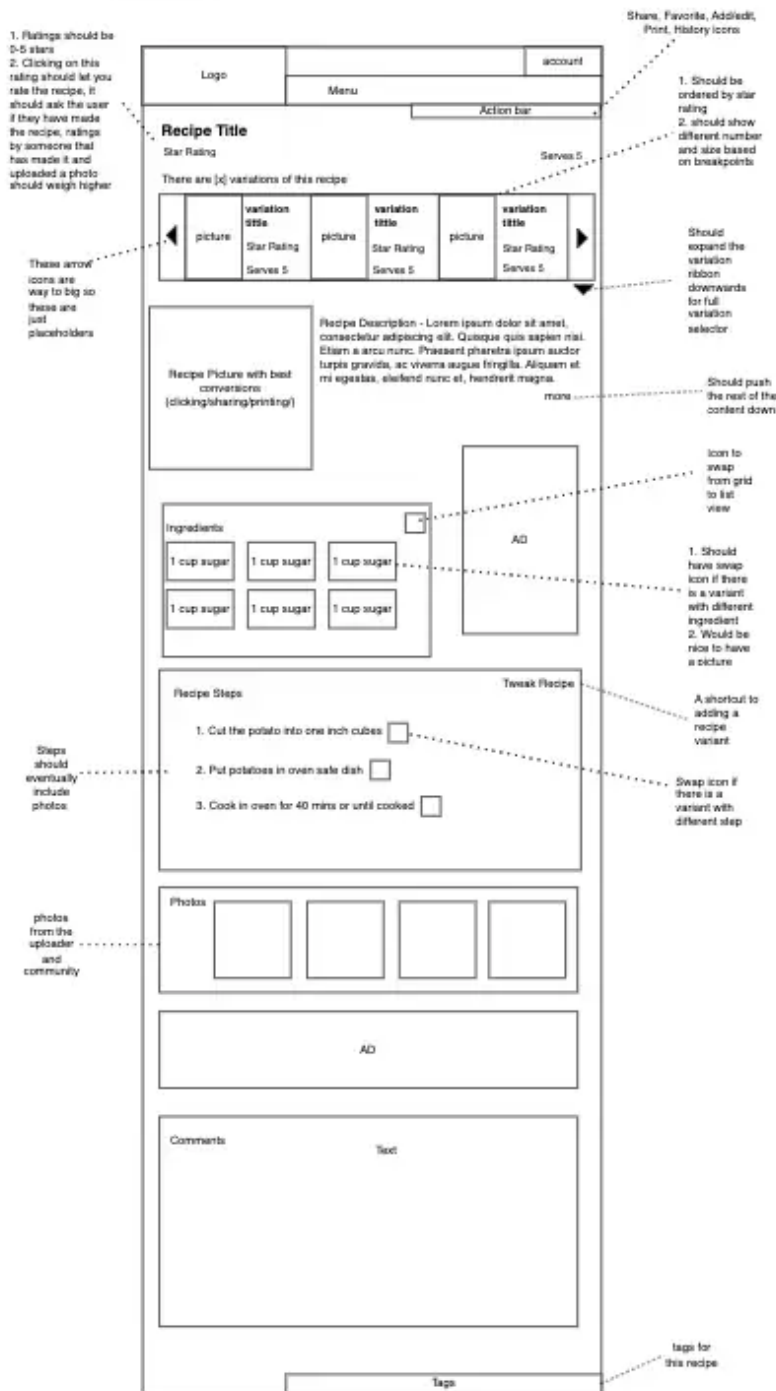 1. Ratings should be
0-5 stars
2. Clicking on this
rating should let you
rate the recipe, it
should ask the user
if they have made
the recipe, ratings
by someone that
has made it and
uploaded a photo
should weigh higher
Share, Favorite, Add/edit,
Print, History icons
Logo
account
Menu
Action bar
1. Should be
ordered by star
rating
2. should show
different number
and size based
on breakpoints
Recipe Title
Star Rating
Serves 5
There are [x] variations of this recipe
picture
variation
tittle
Star Rating
Serves 5
picture
variation
tittle
Star Rating
Serves 5
picture
variation
tittle
Star Rating
Serves 5
These arrow
icons are
way to big so
these are
just
placeholders
Should
expand the
variation
ribbon
downwards
for full
variation
selector
Recipe Picture with best
conversions
(clicking/sharing/printing/)
Recipe Description - Lorem ipsum dolor sit amet,
consectetur adipiscing elit. Quisque quis sapien nisi.
Etiam a arcu nunc. Praesent pharetra ipsum auctor
turpis gravida, ac viverra augue fringilla. Aliquam et
mi egestas, eleifend nunc et, hendrerit magna.
more
Should push
the rest of the
content down
Icon to
swap
from grid
to list
view
AD
Ingredients
1 cup sugar
1 cup sugar
1 cup sugar
1 cup sugar
1 cup sugar
1 cup sugar
1. Should
have swap
icon if there
is a variant
with different
ingredient
2. Would be
nice to have
a picture
Recipe Steps
Tweak Recipe
1. Cut the potato into one inch cubes
2. Put potatoes in oven safe dish
3. Cook in oven for 40 mins or until cooked
A shortcut to
adding a
recipe
variant
Steps
should
eventually
include
photos
Swap icon if
there is a
variant with
different step
Photos
photos
from the
uploader
and
community
AD
Comments
Text
tags for
this recipe
Tags